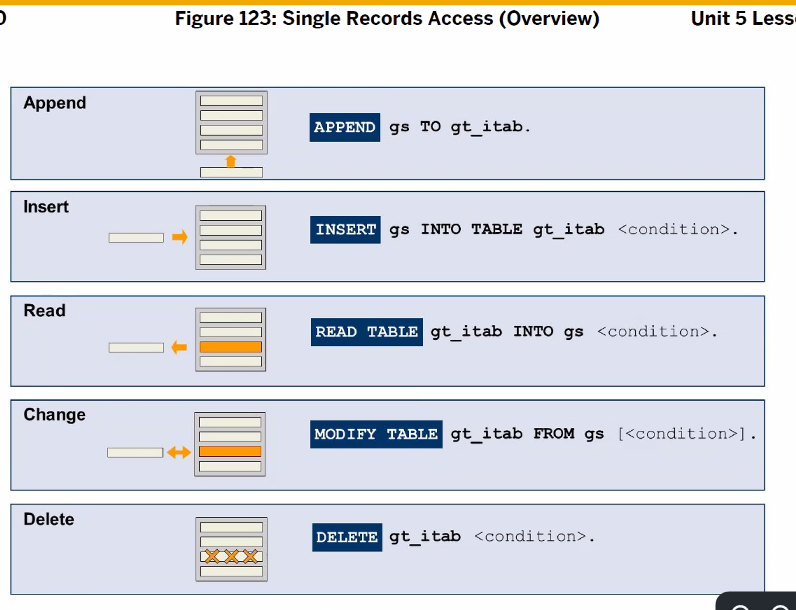 Figure 123: Single Records Access (Overview) Unit 5
Append
APPEND gs TO gt_itab.
Insert
INSERT gs INTO TABLE gt_itab <condition>.
Read
READ TABLE gt_itab INTO gs <condition>.
Change
MODIFY TABLE gt_itab FROM gs [<condition>].
Delete
DELETE gt_itab <condition>.